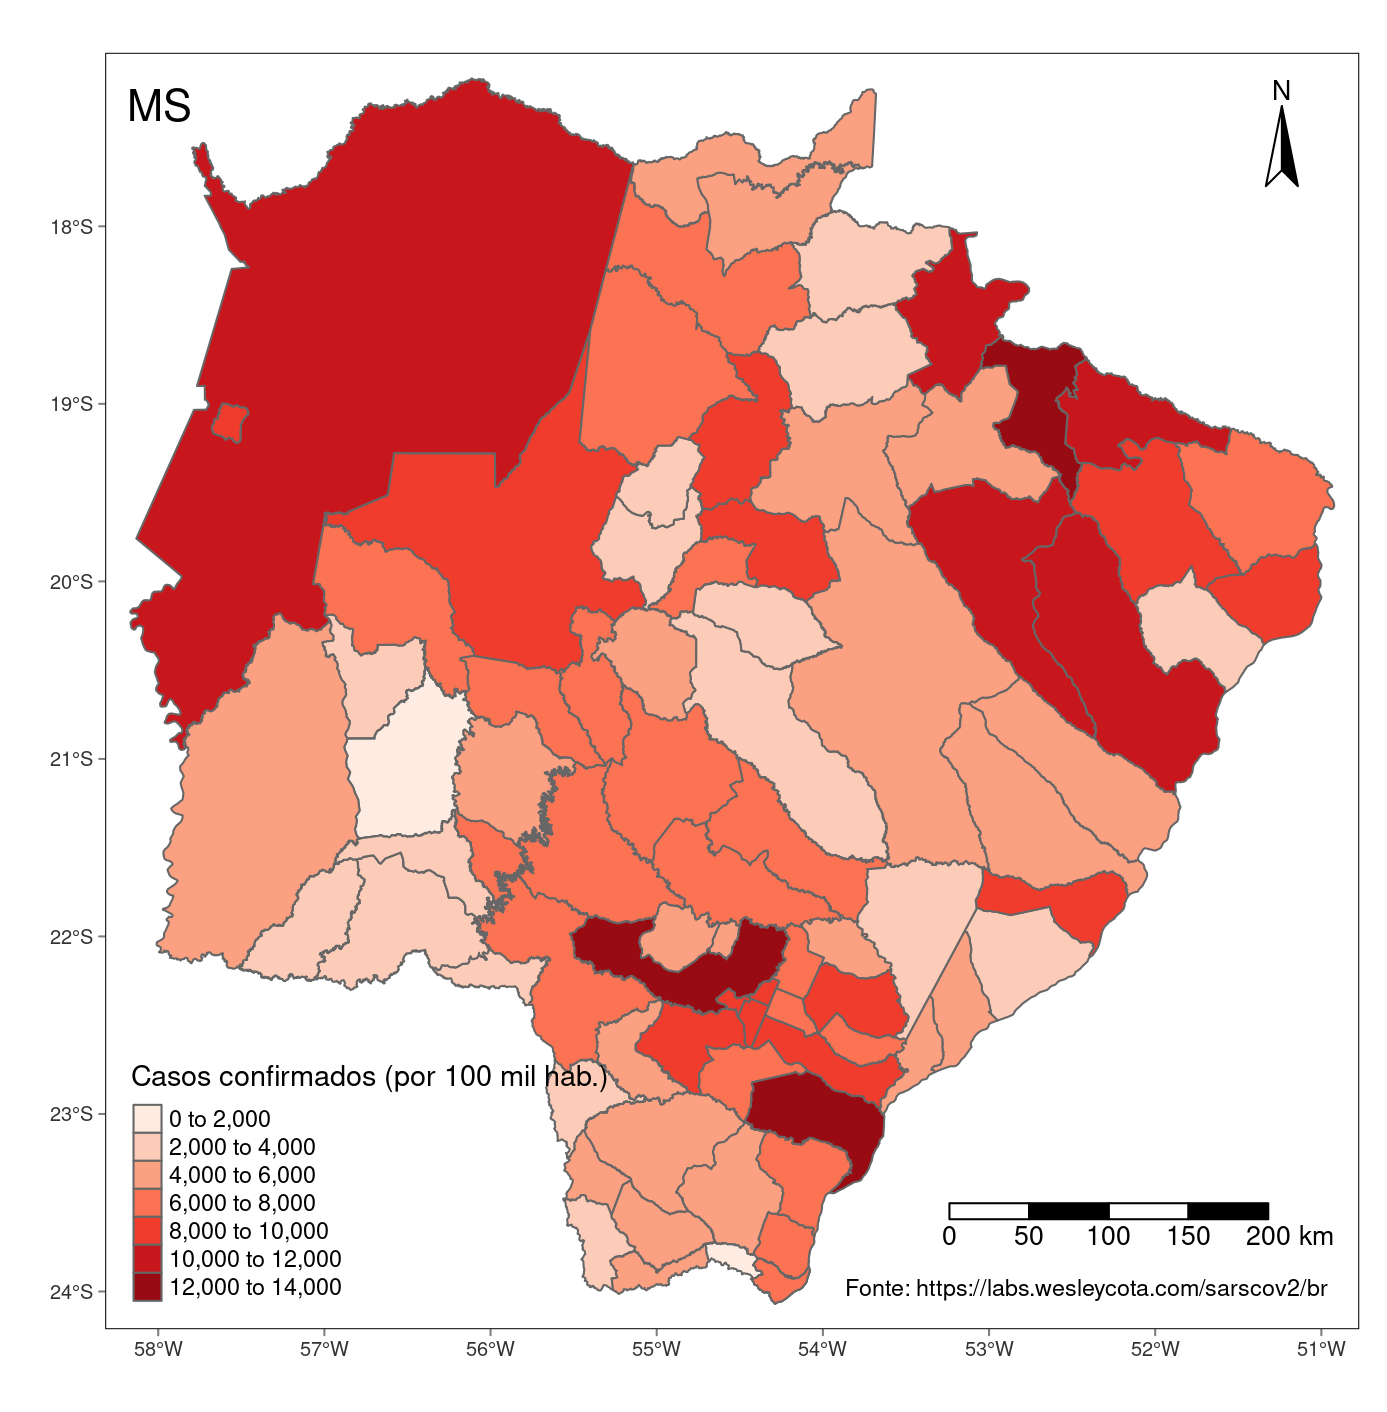 MS
N
18°S
19°S
20°S
21°S
22°S
23°S
24°S
Casos confirmados (por 100 mil hab.)
0 to 2,000
2,000 to 4,000
4,000 to 6,000
6,000 to 8,000
8,000 to 10,000
10,000 to 12,000
12,000 to 14,000
0 50 100 150 200 km
Fonte: https://labs.wesleycota.com/sarscov2/br
58°W 57°W 56°W 55°W 54°W 53°W 52°W 51°W